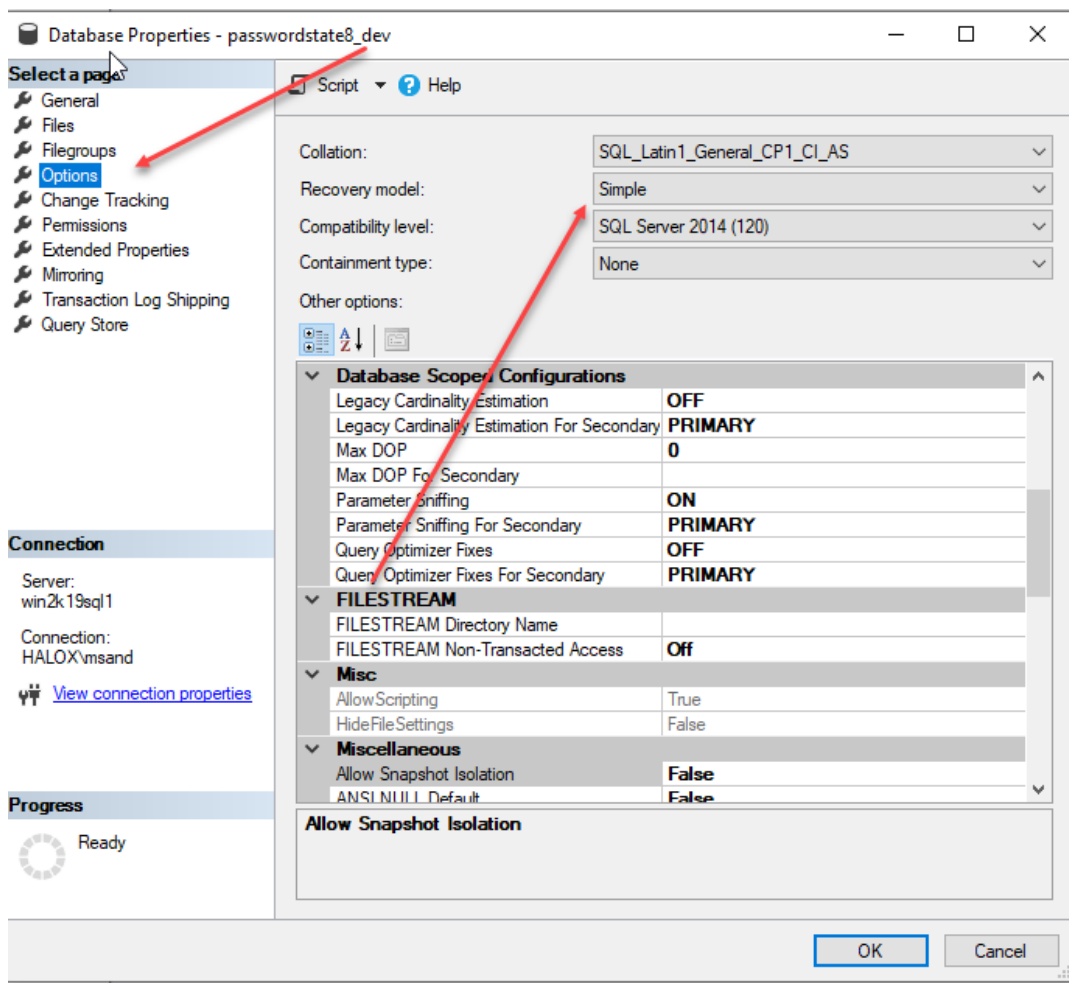 Database Properties - passwordstate8_dev
Select a page
General
Files
Filegroups
Options
Change Tracking
Permissions
Extended Properties
Mirroring
Transaction Log Shipping
Query Store
Connection
Server:
win2k19sql1
Connection:
HALOX\msand
View connection properties
Progress
Ready
Script Help
Collation: SQL_Latin1_General_CP1_CI_AS
Recovery model: Simple
Compatibility level: SQL Server 2014 (120)
Containment type: None
Other options:
Database Scoped Configurations
Legacy Cardinality Estimation OFF
Legacy Cardinality Estimation For Secondary PRIMARY
Max DOP 0
Max DOP For Secondary
Parameter Sniffing ON
Parameter Sniffing For Secondary PRIMARY
Query Optimizer Fixes OFF
Query Optimizer Fixes For Secondary PRIMARY
FILESTREAM
FILESTREAM Directory Name
FILESTREAM Non-Transacted Access Off
Misc
AllowScripting True
HideFileSettings False
Miscellaneous
Allow Snapshot Isolation False
ANSI NULL Default False
Allow Snapshot Isolation
OK Cancel